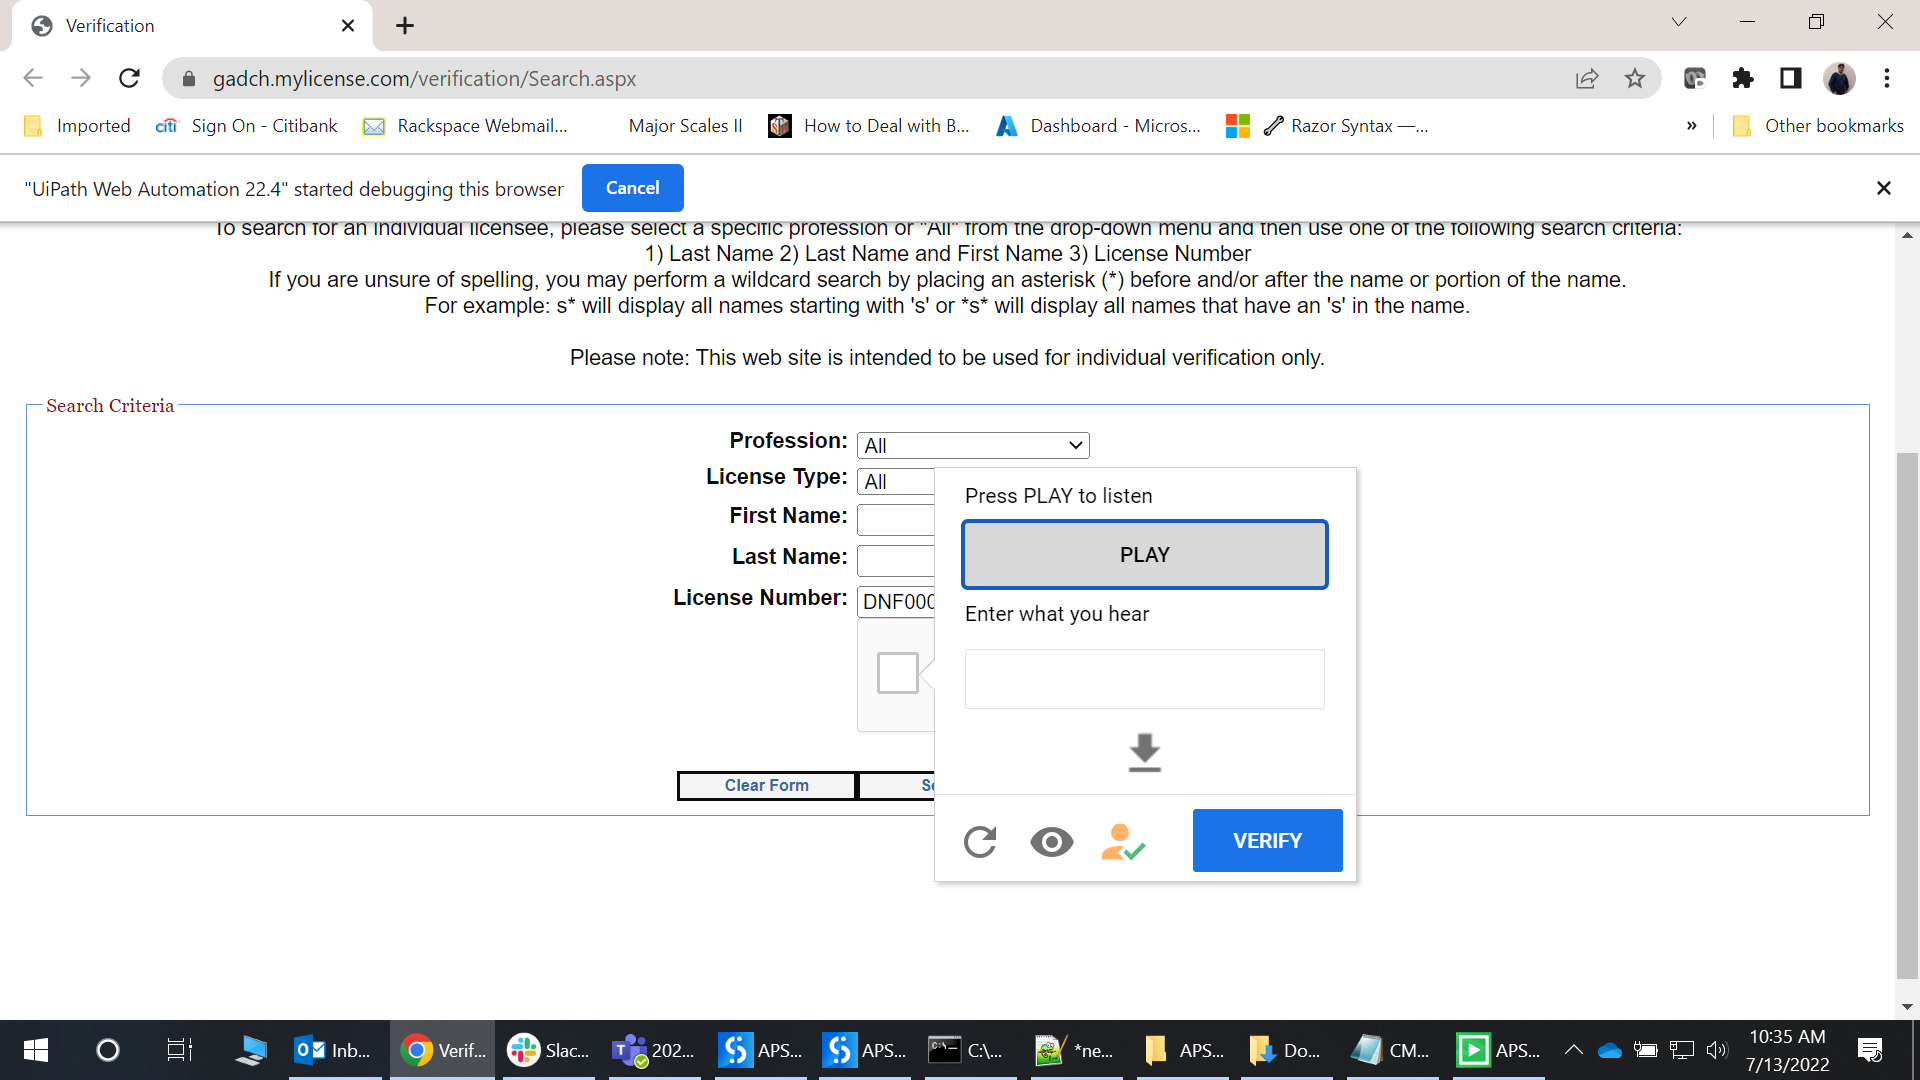 Verification
gadch.mylicense.com/verification/Search.aspx
Imported
citi
Sign On - Citibank
Rackspace Webmail...
Major Scales II
How to Deal with B...
Dashboard - Micros...
Razor Syntax —...
»
Other bookmarks
"UiPath Web Automation 22.4" started debugging this browser
Cancel
To search for an individual licensee, please select a specific profession or "All" from the drop-down menu and then use one of the following search criteria:
1) Last Name 2) Last Name and First Name 3) License Number
If you are unsure of spelling, you may perform a wildcard search by placing an asterisk (*) before and/or after the name or portion of the name.
For example: s* will display all names starting with 's' or *s* will display all names that have an 's' in the name.
Please note: This web site is intended to be used for individual verification only.
Search Criteria
Profession: All
License Type: All
First Name:
Last Name:
License Number: DNF000
Press PLAY to listen
PLAY
Enter what you hear
Clear Form
Se
VERIFY
Inb...
Verif...
Slac...
202...
APS...
APS...
C:\...
*ne...
APS...
Do...
CM...
APS...
10:35 AM
7/13/2022